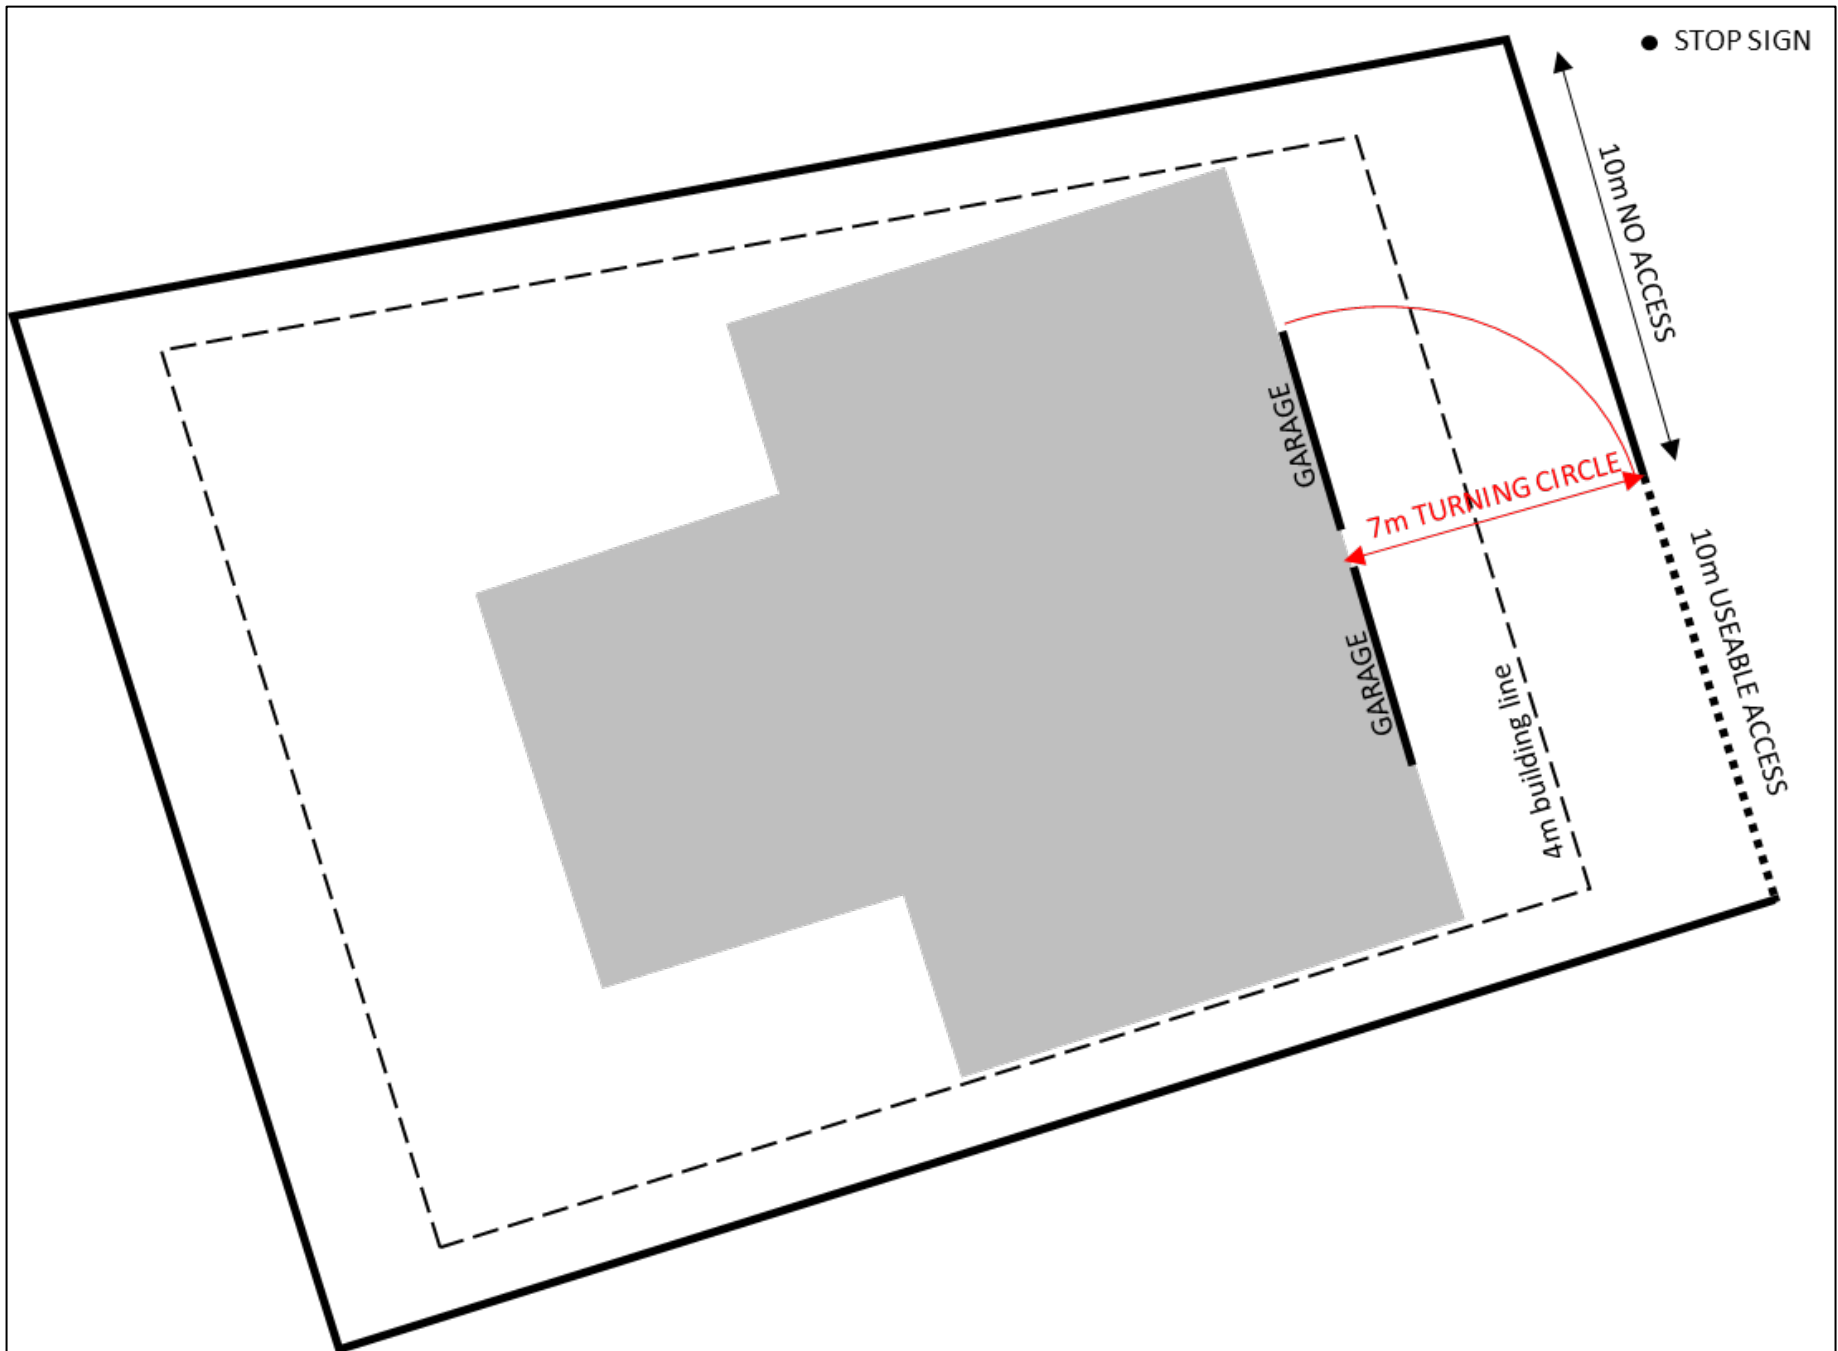 STOP SIGN
10m NO ACCESS
GARAGE
7m TURNING CIRCLE
10m USEABLE ACCESS
GARAGE
4m building line